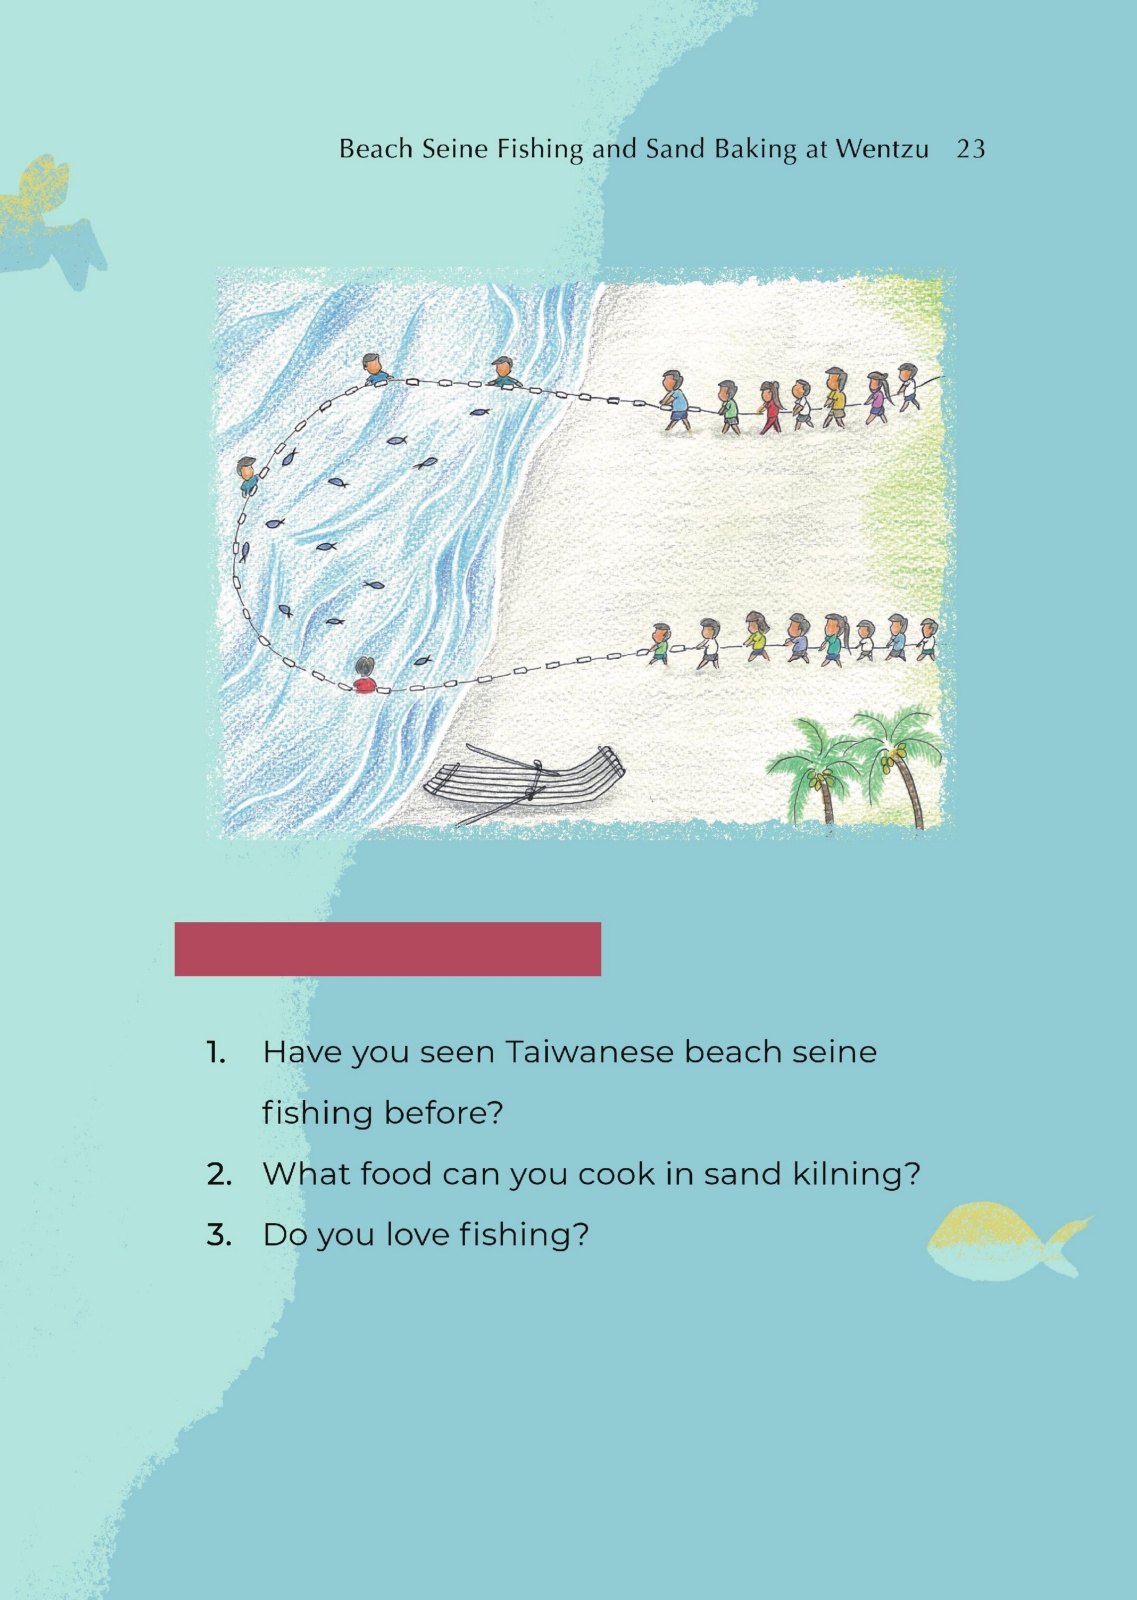 Beach Seine Fishing and Sand Baking at Wentzu 23
1. Have you seen Taiwanese beach seine
fishing before?
2. What food can you cook in sand kilning?
3. Do you love fishing?